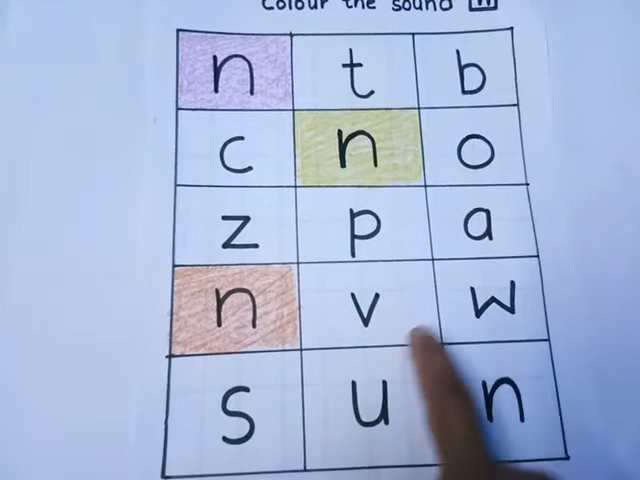 Colour the sound n
n t b
c n o
z p a
n v w
s u n